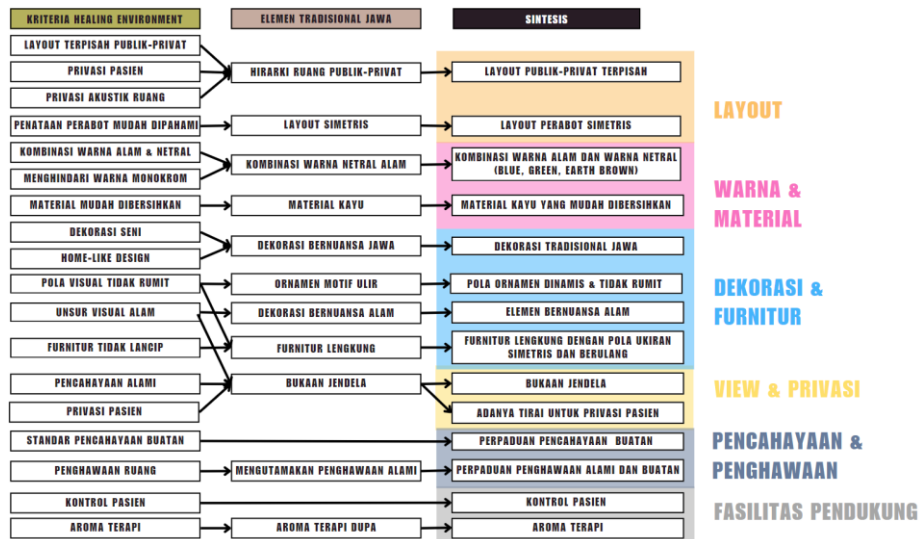 KRITERIA HEALING ENVIRONMENT
ELEMEN TRADISIONAL JAWA
SINTESIS
LAYOUT TERPISAH PUBLIK-PRIVAT
PRIVASI PASIEN
PRIVASI AKUSTIK RUANG
HIRARKI RUANG PUBLIK-PRIVAT
LAYOUT PUBLIK-PRIVAT TERPISAH
PENATAAN PERABOT MUDAH DIPAHAMI
LAYOUT SIMETRIS
LAYOUT PERABOT SIMETRIS
LAYOUT
KOMBINASI WARNA ALAM & NETRAL
MENGHINDARI WARNA MONOKROM
KOMBINASI WARNA NETRAL ALAM
KOMBINASI WARNA ALAM DAN WARNA NETRAL
(BLUE, GREEN, EARTH BROWN)
MATERIAL MUDAH DIBERSIHKAN
MATERIAL KAYU
MATERIAL KAYU YANG MUDAH DIBERSIHKAN
WARNA &
MATERIAL
DEKORASI SENI
HOME-LIKE DESIGN
DEKORASI BERNUANSA JAWA
DEKORASI TRADISIONAL JAWA
POLA VISUAL TIDAK RUMIT
ORNAMEN MOTIF ULIR
POLA ORNAMEN DINAMIS & TIDAK RUMIT
UNSUR VISUAL ALAM
DEKORASI BERNUANSA ALAM
ELEMEN BERNUANSA ALAM
FURNITUR TIDAK LANCIP
FURNITUR LENGKUNG
FURNITUR LENGKUNG DENGAN POLA UKIRAN
SIMETRIS DAN BERULANG
DEKORASI &
FURNITUR
PENCAHAYAAN ALAMI
PRIVASI PASIEN
BUKAAN JENDELA
BUKAAN JENDELA
ADANYA TIRAI UNTUK PRIVASI PASIEN
VIEW & PRIVASI
STANDAR PENCAHAYAAN BUATAN
PERPADUAN PENCAHAYAAN BUATAN
PENGHAWAAN RUANG
MENGUTAMAKAN PENGHAWAAN ALAMI
PERPADUAN PENGHAWAAN ALAMI DAN BUATAN
PENCAHAYAAN &
PENGHAWAAN
KONTROL PASIEN
KONTROL PASIEN
AROMA TERAPI
AROMA TERAPI DUPA
AROMA TERAPI
FASILITAS PENDUKUNG